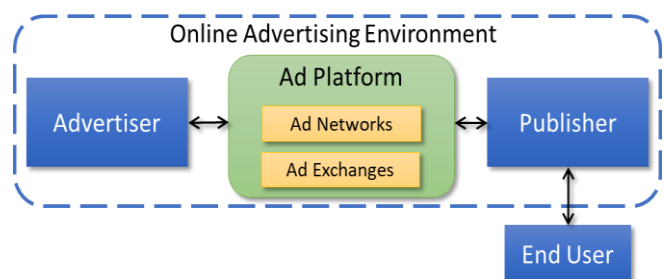 Online Advertising Environment
Ad Platform
Advertiser
Ad Networks
Publisher
Ad Exchanges
End User